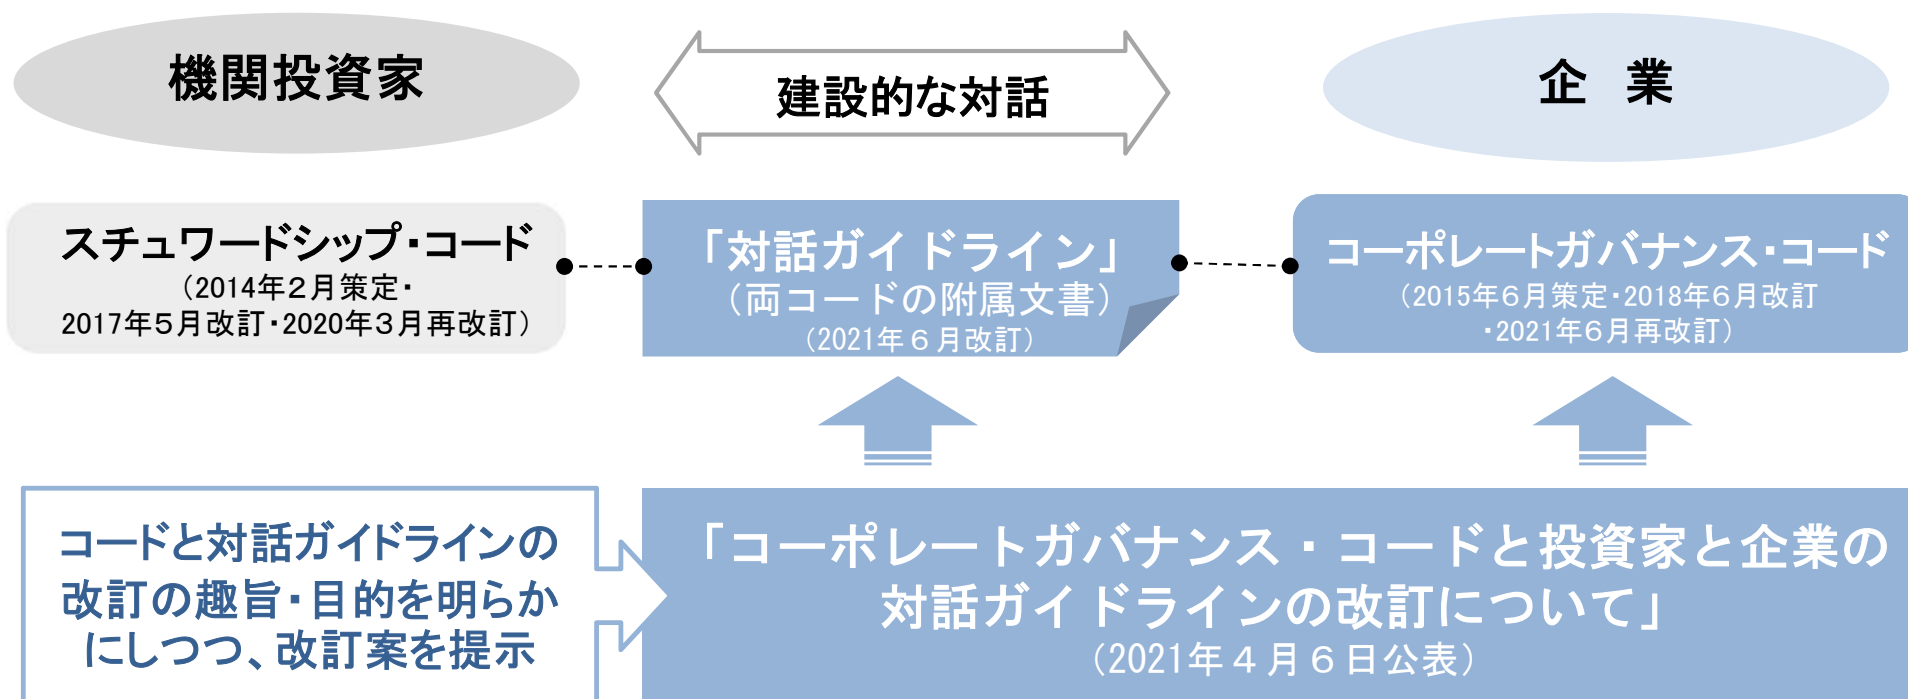 機関投資家
建設的な対話
企　業
スチュワードシップ・コード
（2014年２月策定・
2017年５月改訂・2020年３月再改訂）
「対話ガイドライン」
（両コードの附属文書）
（2021年６月改訂）
コーポレートガバナンス・コード
（2015年６月策定・2018年６月改訂
・2021年６月再改訂）
コードと対話ガイドラインの
改訂の趣旨・目的を明らか
にしつつ、改訂案を提示
「コーポレートガバナンス・コードと投資家と企業の
対話ガイドラインの改訂について」
（2021年４月６日公表）